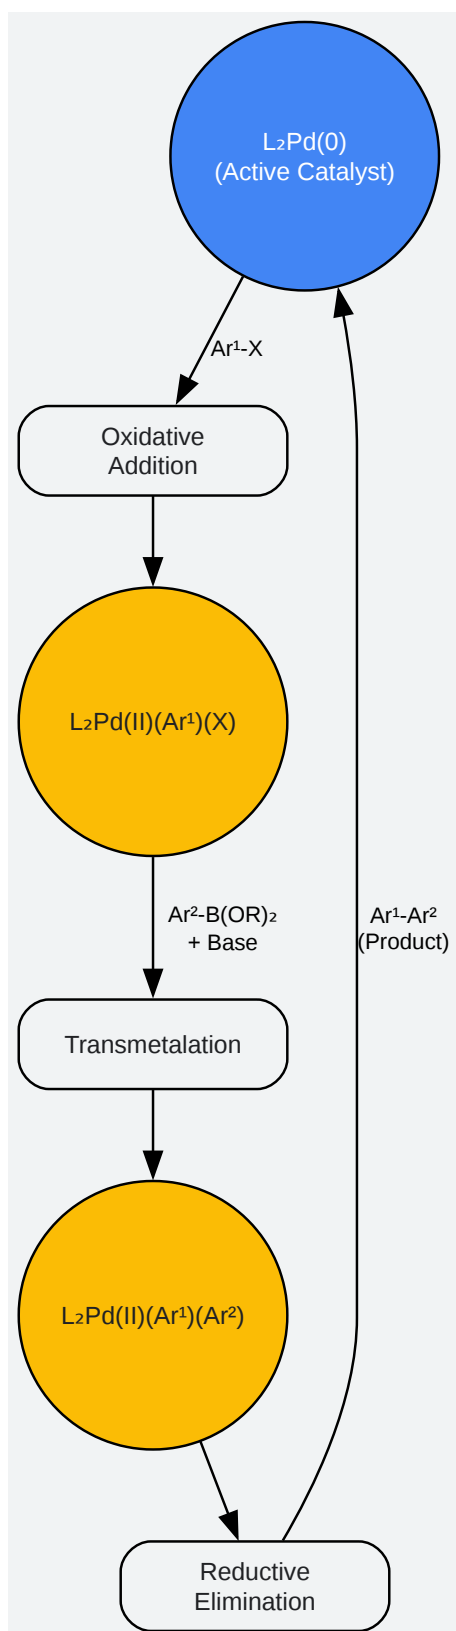 L₂Pd(0)
(Active Catalyst)
Ar¹-X
Oxidative
Addition
L₂Pd(II)(Ar¹)(X)
Ar²-B(OR)₂
+ Base
Ar¹-Ar²
(Product)
Transmetalation
L₂Pd(II)(Ar¹)(Ar²)
Reductive
Elimination